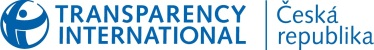 TRANSPARENCY
INTERNATIONAL
Česká
republika